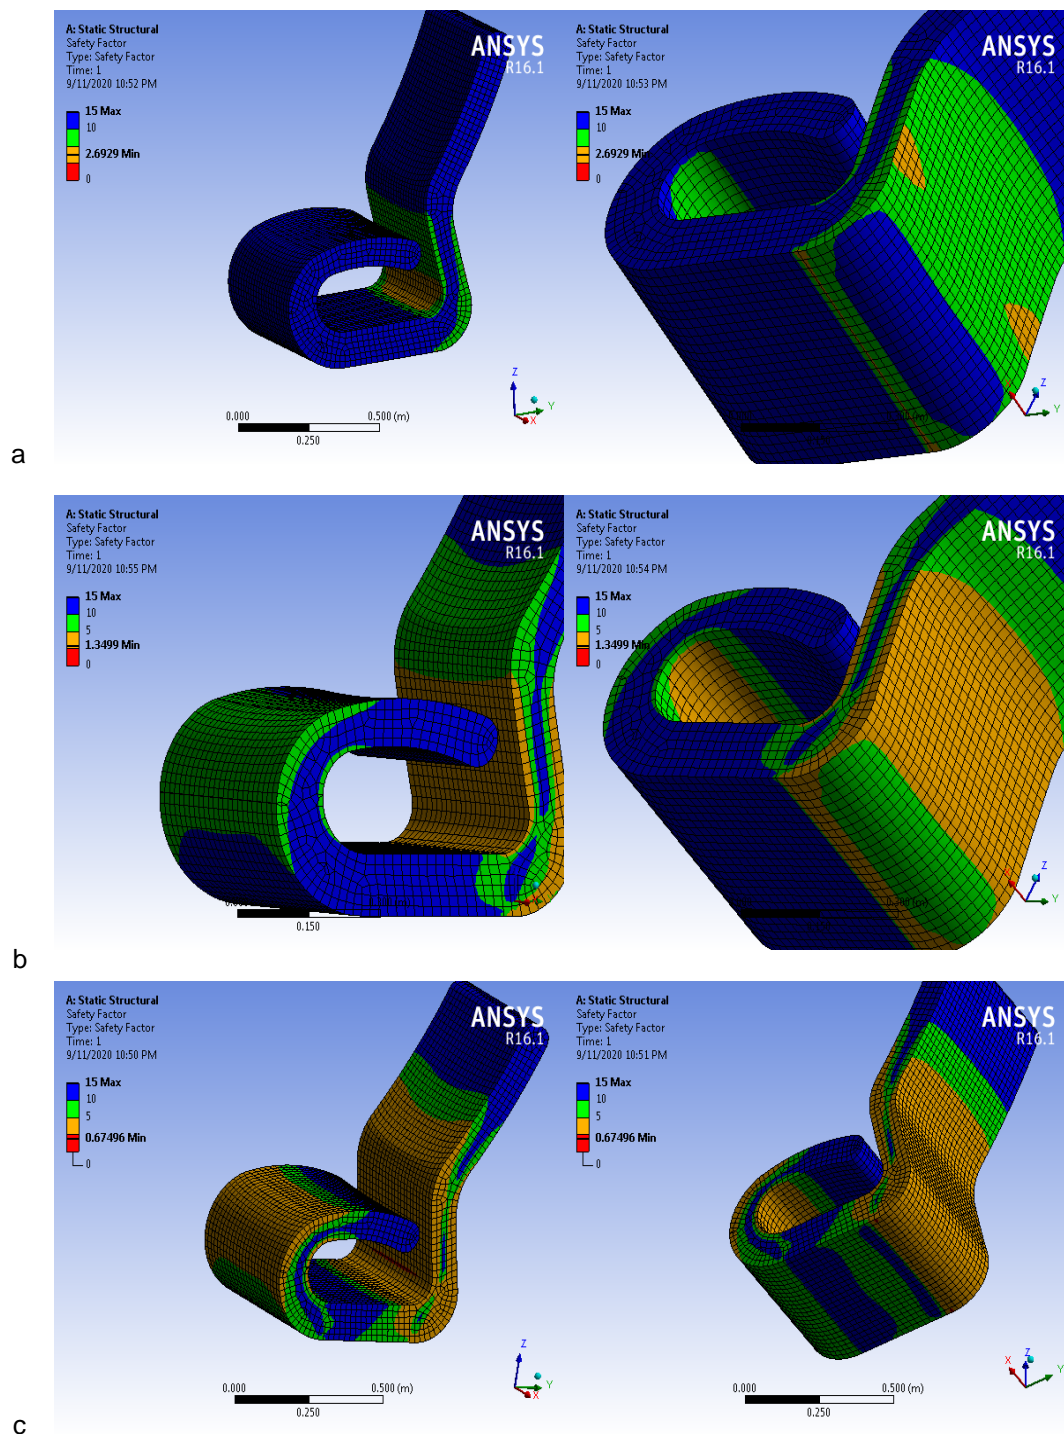 A: Static Structural
Safety Factor
Type: Safety Factor
Time: 1
9/11/2020 10:52 PM
15 Max
10
2.6929 Min
0
ANSYS
R16.1
0.000
0.500 (m)
0.250
Z
Y
X
A: Static Structural
Safety Factor
Type: Safety Factor
Time: 1
9/11/2020 10:53 PM
15 Max
10
2.6929 Min
0
ANSYS
R16.1
Z
Y
a
A: Static Structural
Safety Factor
Type: Safety Factor
Time: 1
9/11/2020 10:55 PM
15 Max
10
5
1.3499 Min
0
ANSYS
R16.1
0.150
A: Static Structural
Safety Factor
Type: Safety Factor
Time: 1
9/11/2020 10:54 PM
15 Max
10
5
1.3499 Min
0
ANSYS
R16.1
Z
Y
b
A: Static Structural
Safety Factor
Type: Safety Factor
Time: 1
9/11/2020 10:50 PM
15 Max
10
5
0.67496 Min
0
ANSYS
R16.1
0.000
0.500 (m)
0.250
Z
Y
X
A: Static Structural
Safety Factor
Type: Safety Factor
Time: 1
9/11/2020 10:51 PM
15 Max
10
5
0.67496 Min
0
ANSYS
R16.1
0.000
0.500 (m)
0.250
X
Z
Y
c